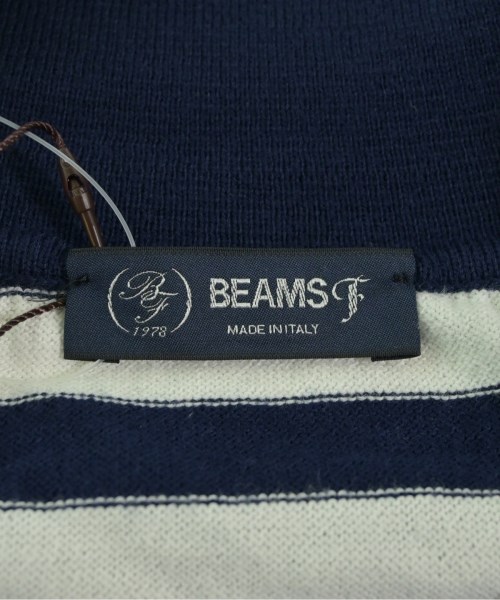 BF
1978
BEAMS F
MADE IN ITALY